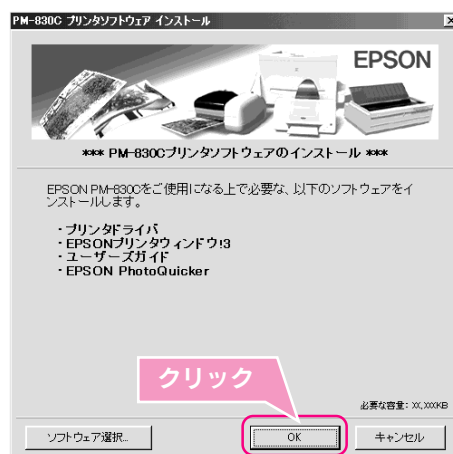 PM-830C プリンタソフトウェア インストール
EPSON
*** PM-830Cプリンタソフトウェアのインストール ***
EPSON PM-830Cをご使用になる上で必要な、以下のソフトウェアをイ
ンストールします。
・プリンタドライバ
・EPSONプリンタウィンドウ!3
・ユーザーズガイド
・EPSON PhotoQuicker
クリック
必要な容量: XX,XXXKB
ソフトウェア選択...
OK
キャンセル